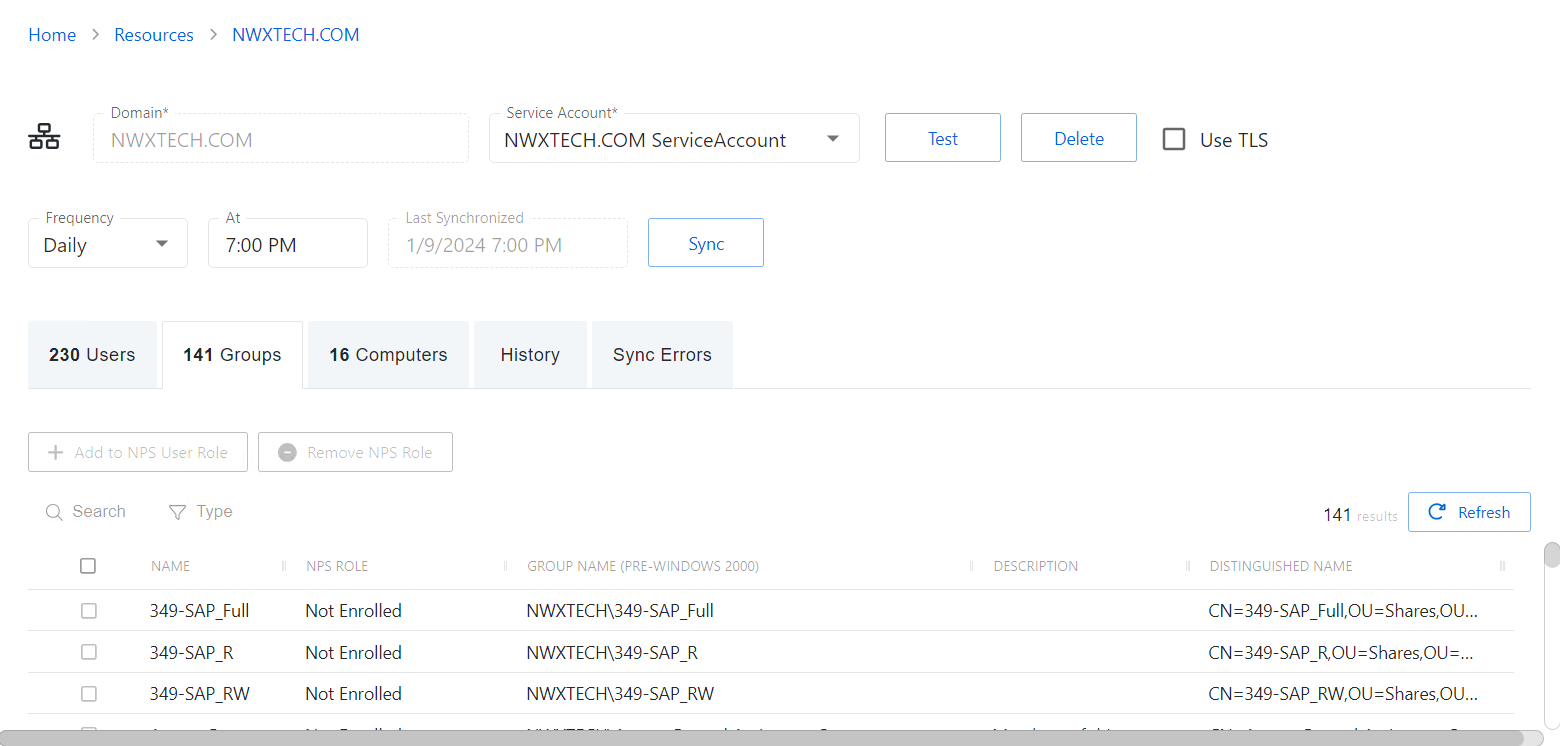 Home > Resources > NWXTECH.COM
Domain*
Service Account*
NWXTECH.COM
NWXTECH.COM ServiceAccount
Test
Delete
Use TLS
Frequency
At
Last Synchronized
Daily
7:00 PM
1/9/2024 7:00 PM
Sync
230 Users
141 Groups
16 Computers
History
Sync Errors
+ Add to NPS User Role
Remove NPS Role
Search
Type
141 results
Refresh
NAME NPS ROLE GROUP NAME (PRE-WINDOWS 2000) DESCRIPTION DISTINGUISHED NAME
349-SAP_Full Not Enrolled NWXTECH\349-SAP_Full CN=349-SAP_Full,OU=Shares,OU...
349-SAP_R Not Enrolled NWXTECH\349-SAP_R CN=349-SAP_R,OU=Shares,OU=...
349-SAP_RW Not Enrolled NWXTECH\349-SAP_RW CN=349-SAP_RW,OU=Shares,OU...